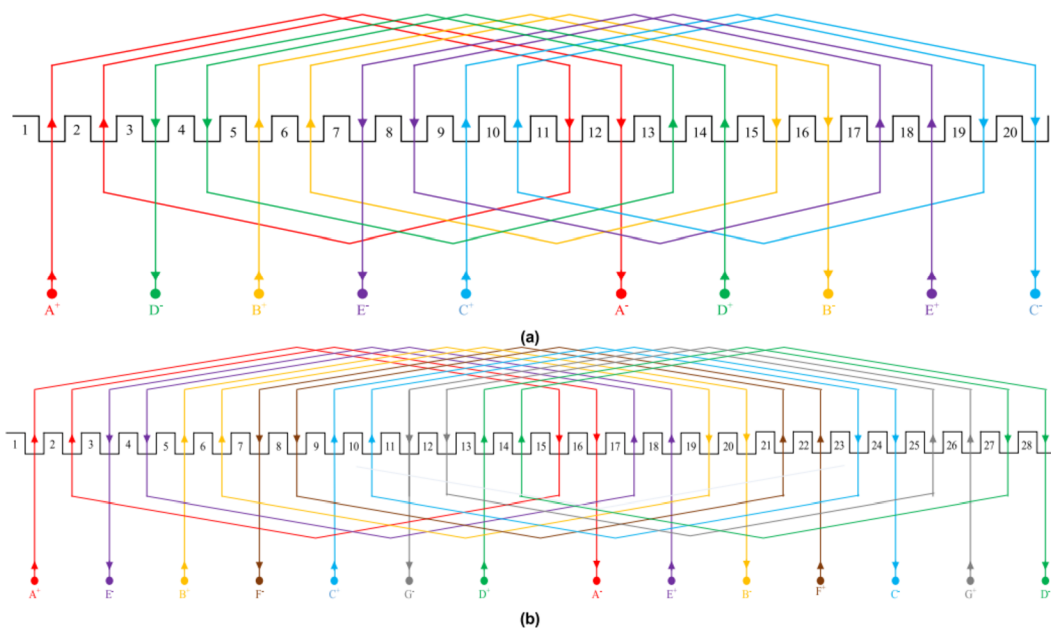 1 2 3 4 5 6 7 8 9 10 11 12 13 14 15 16 17 18 19 20
A⁺ D⁻ B⁺ E⁻ C⁺ A⁻ D⁺ B⁻ E⁺ C⁻
(a)
1 2 3 4 5 6 7 8 9 10 11 12 13 14 15 16 17 18 19 20 21 22 23 24 25 26 27 28
A⁺ E⁻ B⁺ F⁻ C⁺ G⁻ D⁺ A⁻ E⁺ B⁻ F⁺ C⁻ G⁺ D⁻
(b)